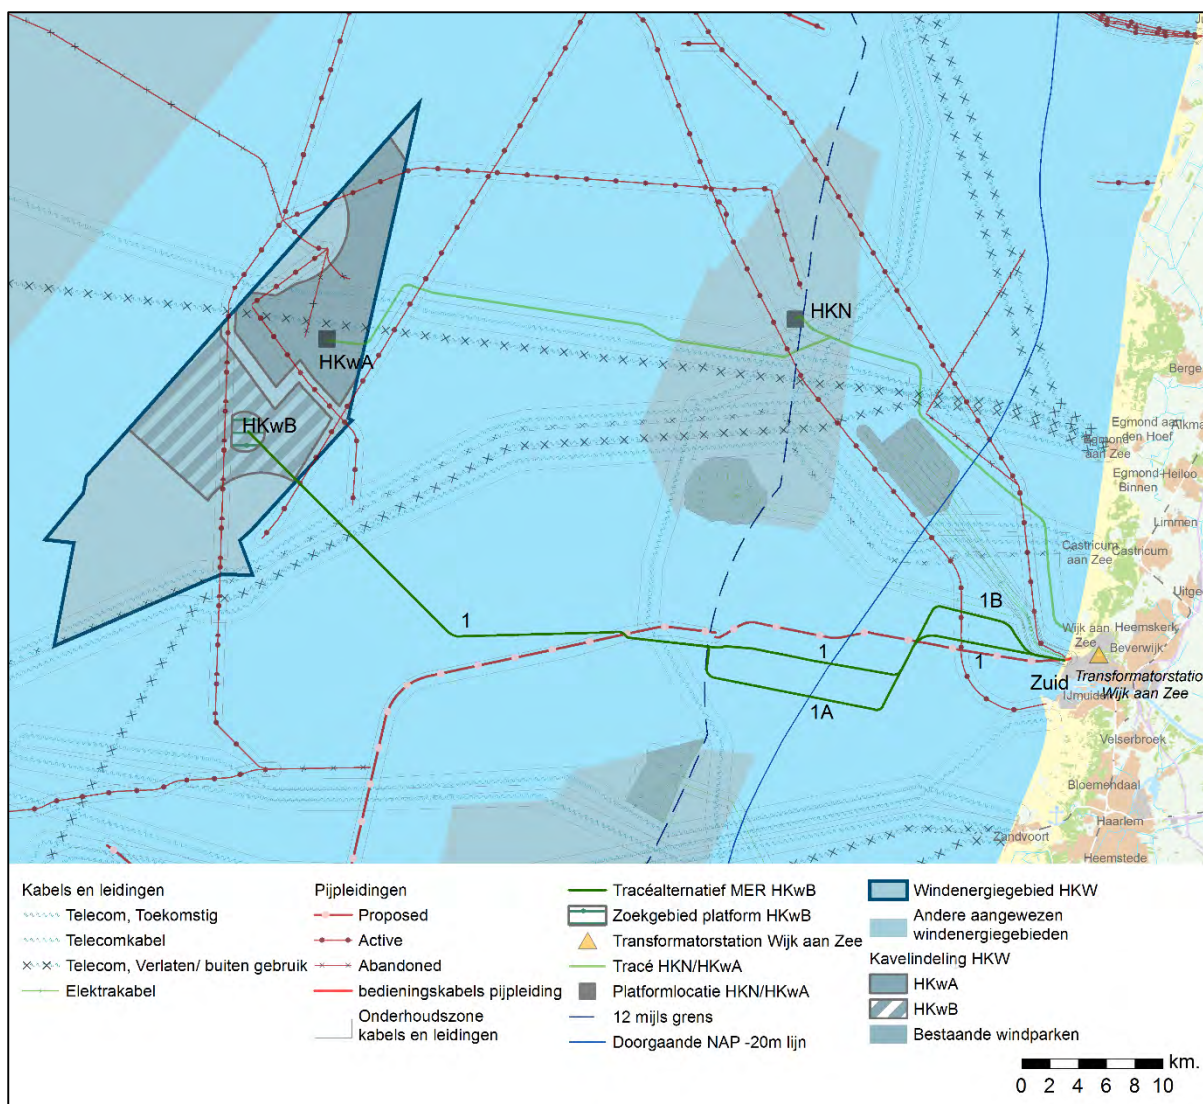 HKN
HKwA
HKwB
Berge
Egmond aan
den Hoef
Alkma
Egmond
aan Zee
Egmond-
Binnen
Heiloo
Limmen
Castricum
aan Zee
Castricum
Uitge
1B
1
1
1
1A
Wijk aan
Zee
Heemskerk
Beverwijk
Zuid
Transformatorstation
Wijk aan Zee
IJmuiden
Velserbroek
Bloemendaal
Haarlem
Zandvoort
Heemstede
Kabels en leidingen
Telecom, Toekomstig
Telecomkabel
Telecom, Verlaten/ buiten gebruik
Elektrakabel
Pijpleidingen
Proposed
Active
Abandoned
bedieningskabels pijpleiding
Onderhoudszone
kabels en leidingen
Tracéalternatief MER HKwB
Zoekgebied platform HKwB
Transformatorstation Wijk aan Zee
Tracé HKN/HKwA
Platformlocatie HKN/HKwA
12 mijls grens
Doorgaande NAP -20m lijn
Windenergiegebied HKW
Andere aangewezen
windenergiegebieden
Kavelindeling HKW
HKwA
HKwB
Bestaande windparken
km.
0 2 4 6 8 10